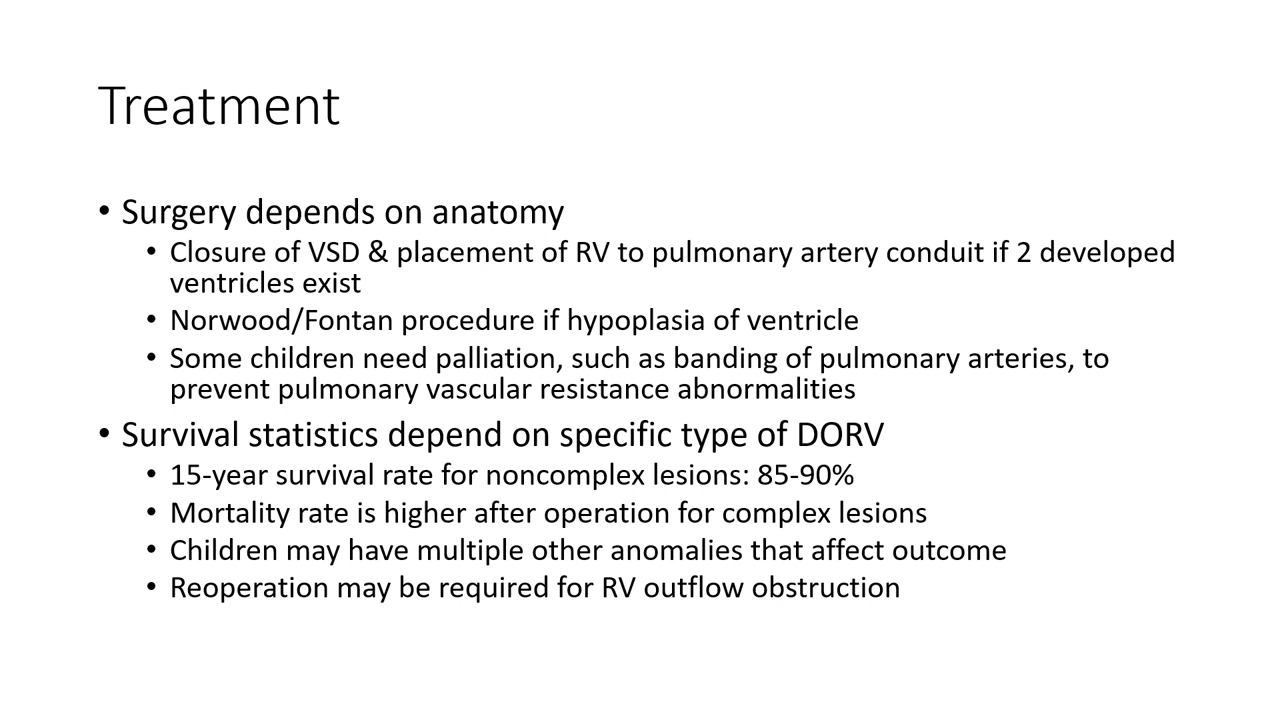 Treatment
• Surgery depends on anatomy
• Closure of VSD & placement of RV to pulmonary artery conduit if 2 developed
ventricles exist
• Norwood/Fontan procedure if hypoplasia of ventricle
• Some children need palliation, such as banding of pulmonary arteries, to
prevent pulmonary vascular resistance abnormalities
• Survival statistics depend on specific type of DORV
• 15-year survival rate for noncomplex lesions: 85-90%
• Mortality rate is higher after operation for complex lesions
• Children may have multiple other anomalies that affect outcome
• Reoperation may be required for RV outflow obstruction